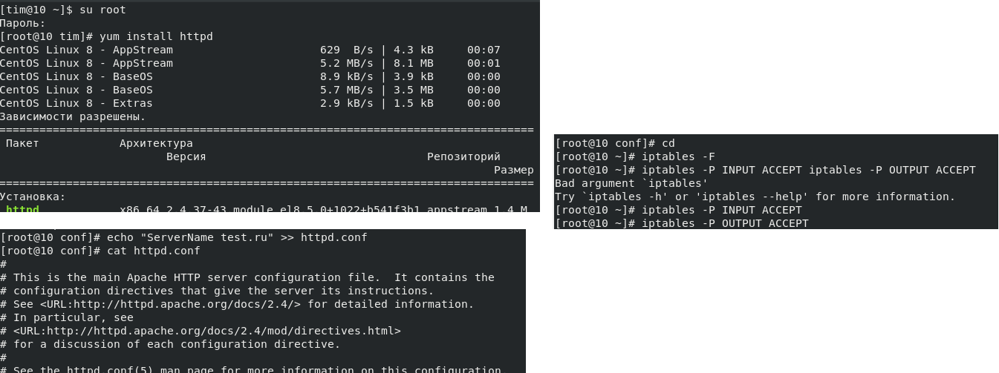 [tim@10 ~]$ su root
Пароль:
[root@10 tim]# yum install httpd
CentOS Linux 8 - AppStream                      629  B/s | 4.3 kB     00:07
CentOS Linux 8 - AppStream                      5.2 MB/s | 8.1 MB     00:01
CentOS Linux 8 - BaseOS                         8.9 kB/s | 3.9 kB     00:00
CentOS Linux 8 - BaseOS                         5.7 MB/s | 3.5 MB     00:00
CentOS Linux 8 - Extras                         2.9 kB/s | 1.5 kB     00:00
Зависимости разрешены.
================================================================================
 Пакет            Архитектура
                         Версия                                 Репозиторий
                                                                          Размер
================================================================================
Установка:
 httpd            x86_64 2.4.37-43.module_el8.5.0+1022+b541f3b1 appstream 1.4 M
[root@10 conf]# echo "ServerName test.ru" >> httpd.conf
[root@10 conf]# cat httpd.conf
#
# This is the main Apache HTTP server configuration file.  It contains the
# configuration directives that give the server its instructions.
# See <URL:http://httpd.apache.org/docs/2.4/> for detailed information.
# In particular, see
# <URL:http://httpd.apache.org/docs/2.4/mod/directives.html>
# for a discussion of each configuration directive.
#
# See the httpd.conf(5) man page for more information on this configuration,
[root@10 conf]# cd
[root@10 ~]# iptables -F
[root@10 ~]# iptables -P INPUT ACCEPT iptables -P OUTPUT ACCEPT
Bad argument `iptables'
Try `iptables -h' or 'iptables --help' for more information.
[root@10 ~]# iptables -P INPUT ACCEPT
[root@10 ~]# iptables -P OUTPUT ACCEPT